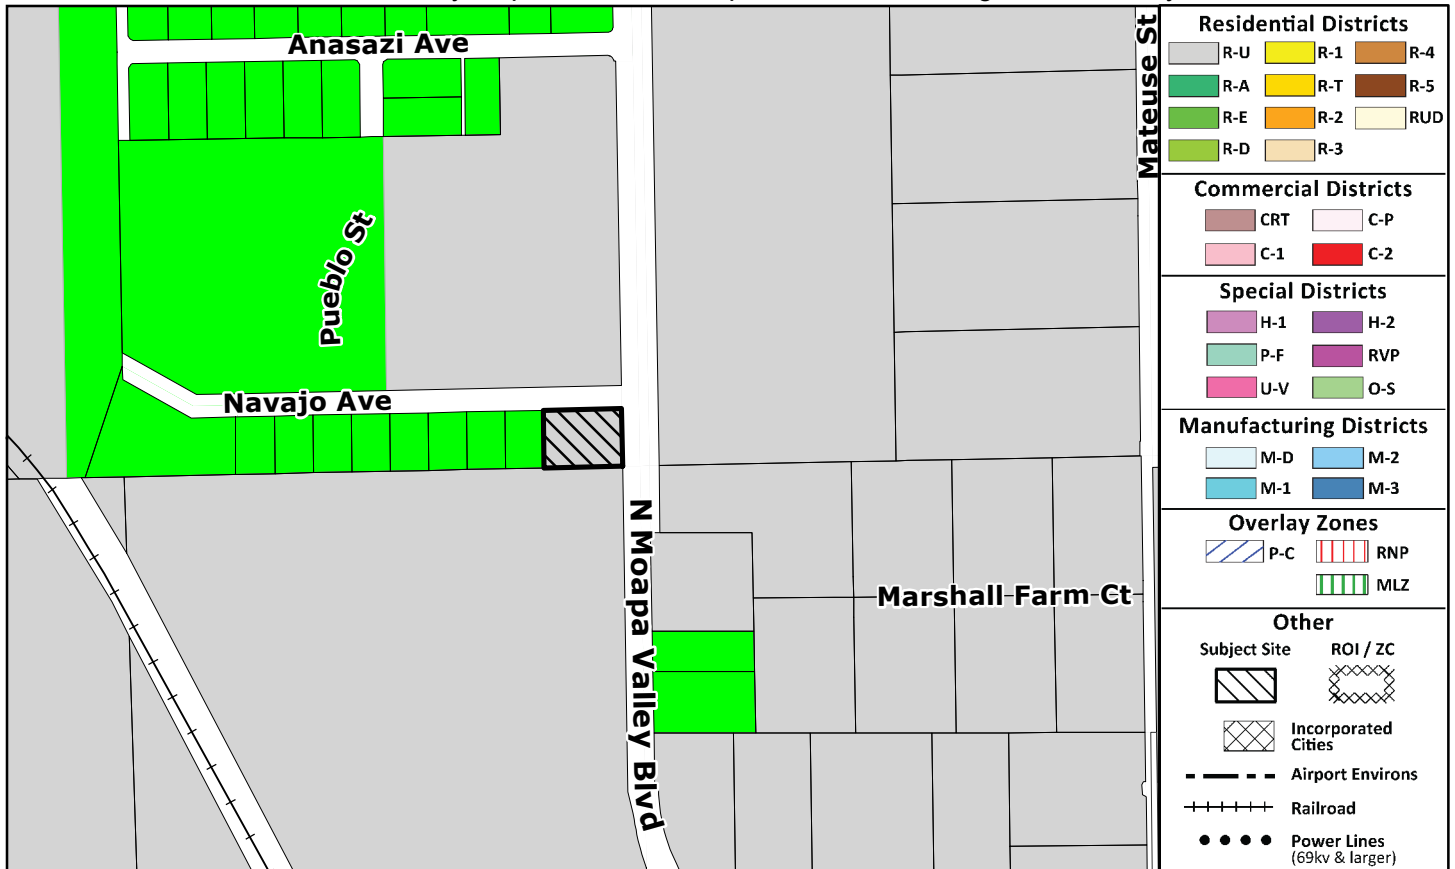 Anasazi Ave
Mateuse St
Pueblo St
Navajo Ave
N Moapa Valley Blvd
Marshall Farm Ct
Residential Districts
R-U R-1 R-4
R-A R-T R-5
R-E R-2 RUD
R-D R-3
Commercial Districts
CRT C-P
C-1 C-2
Special Districts
H-1 H-2
P-F RVP
U-V O-S
Manufacturing Districts
M-D M-2
M-1 M-3
Overlay Zones
P-C RNP
MLZ
Other
Subject Site ROI / ZC
Incorporated
Cities
Airport Environs
Railroad
Power Lines
(69kv & larger)